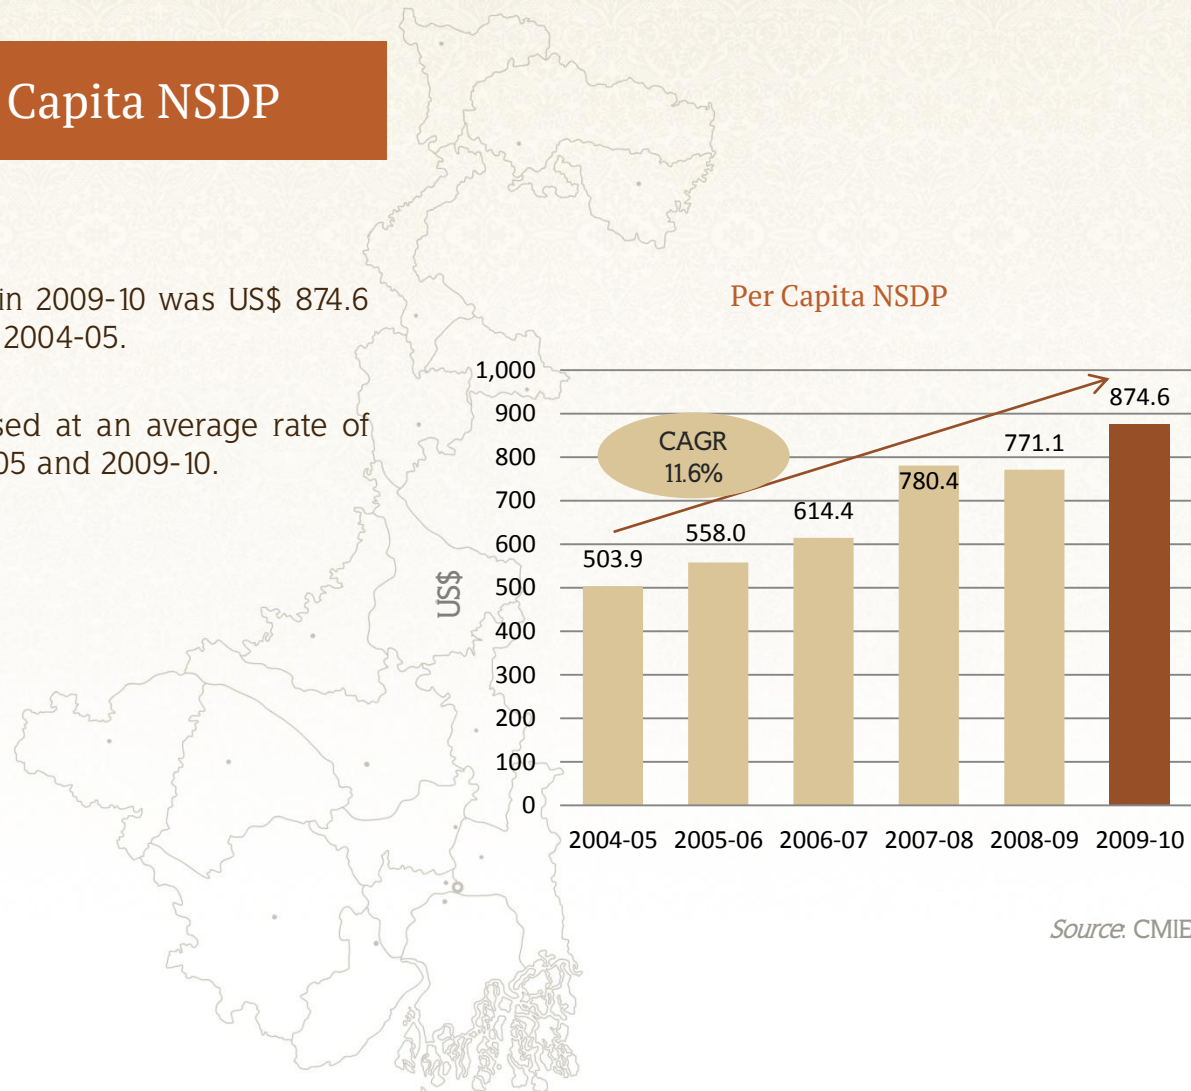 Capita NSDP
in 2009-10 was US$ 874.6
2004-05.
sed at an average rate of
05 and 2009-10.
Per Capita NSDP
US$
1,000
900
800
700
600
500
400
300
200
100
0
CAGR
11.6%
503.9
558.0
614.4
780.4
771.1
874.6
2004-05 2005-06 2006-07 2007-08 2008-09 2009-10
Source: CMIE